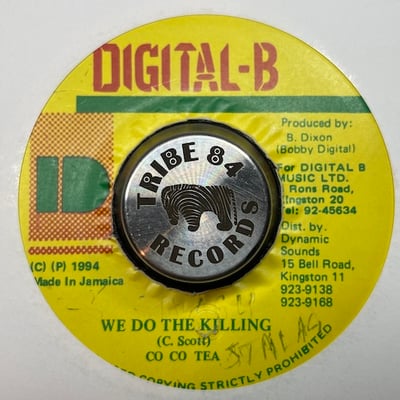 DIGITAL-B
Produced by:
B. Dixon
(Bobby Digital)
For DIGITAL B
MUSIC LTD.
Rons Road,
Kingston 20
Tel: 92-45634
Dist. by:
Dynamic
Sounds
15 Bell Road,
Kingston 11
923-9138
923-9168
TRIBE 84
RECORDS
(C) (P) 1994
Made in Jamaica
WE DO THE KILLING
(C. Scott)
CO CO TEA
COPYING STRICTLY PROHIBITED